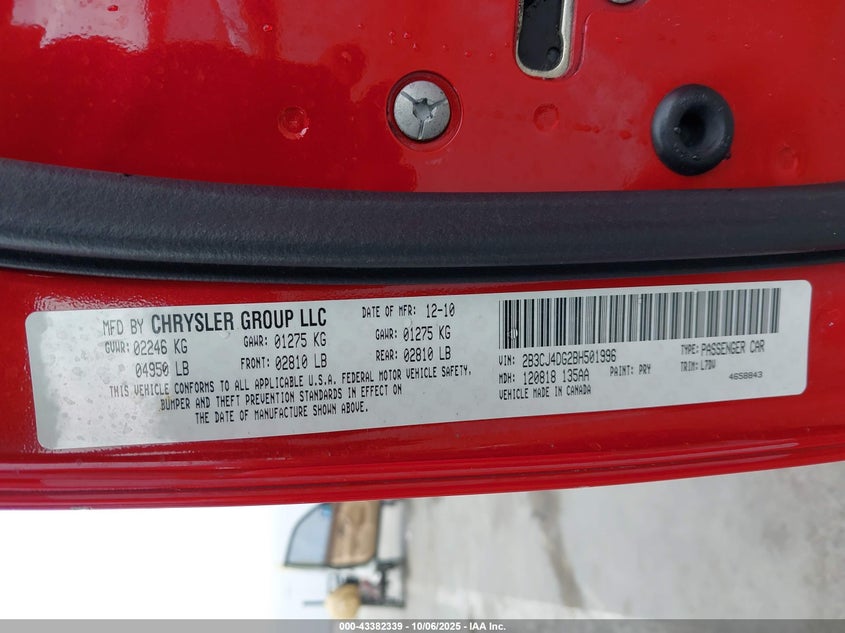 MFD BY CHRYSLER GROUP LLC
DATE OF MFR: 12-10
GVWR: 02246 KG
GAWR: 01275 KG
GAWR: 01275 KG
04950 LB
FRONT: 02810 LB
REAR: 02810 LB
THIS VEHICLE CONFORMS TO ALL APPLICABLE U.S.A. FEDERAL MOTOR VEHICLE SAFETY,
BUMPER AND THEFT PREVENTION STANDARDS IN EFFECT ON
THE DATE OF MANUFACTURE SHOWN ABOVE.
VIN: 2B3CJ4DG2BH501996
TYPE: PASSENGER CAR
MDH: 120818 135AA
PAINT: PRY
TRIM: L7DV
VEHICLE MADE IN CANADA
4658843
000-43382339 - 10/06/2025 - IAA Inc.